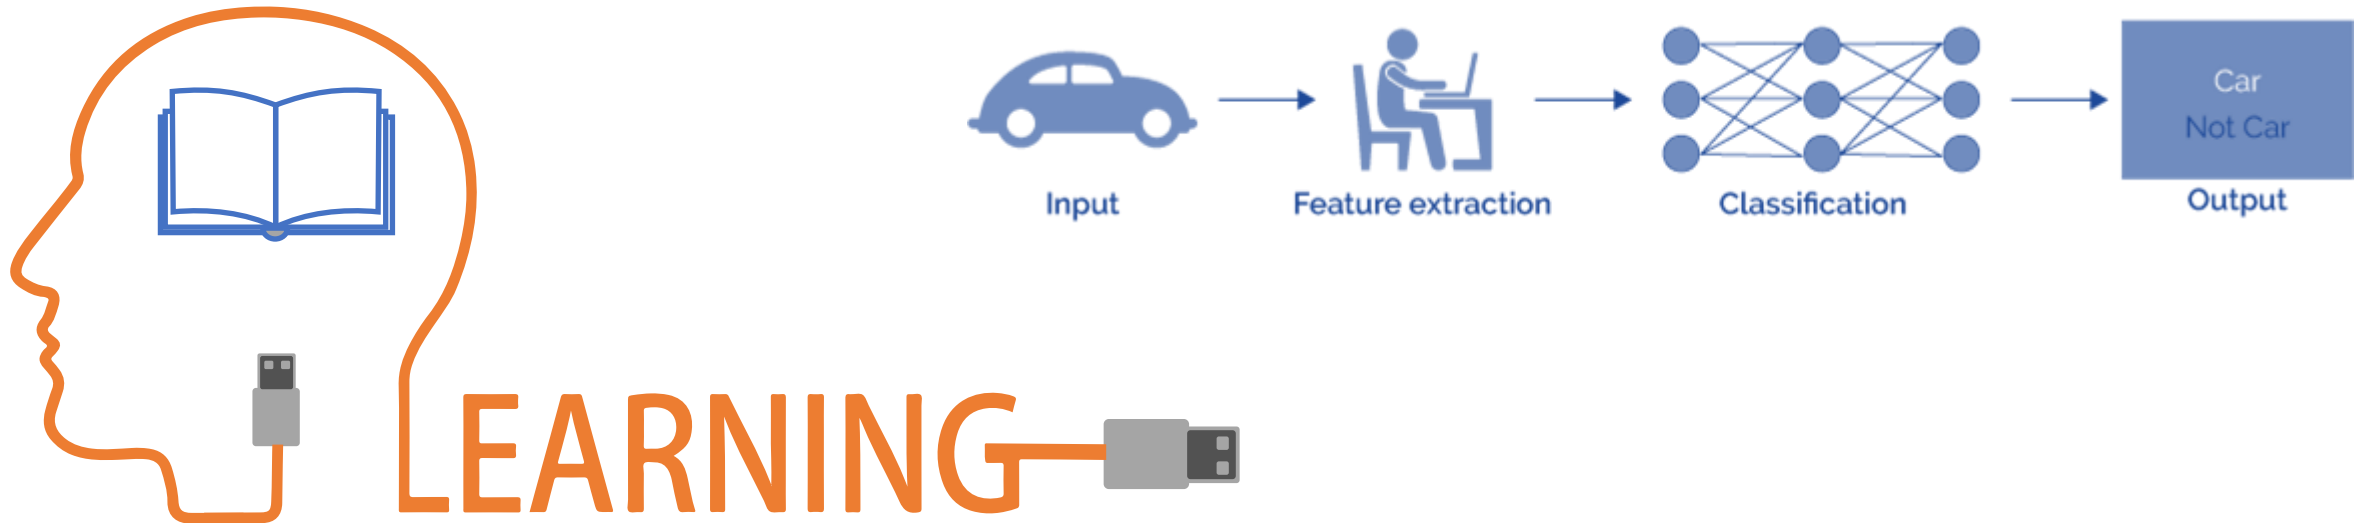 Car
Not Car
Input
Feature extraction
Classification
Output
LEARNING